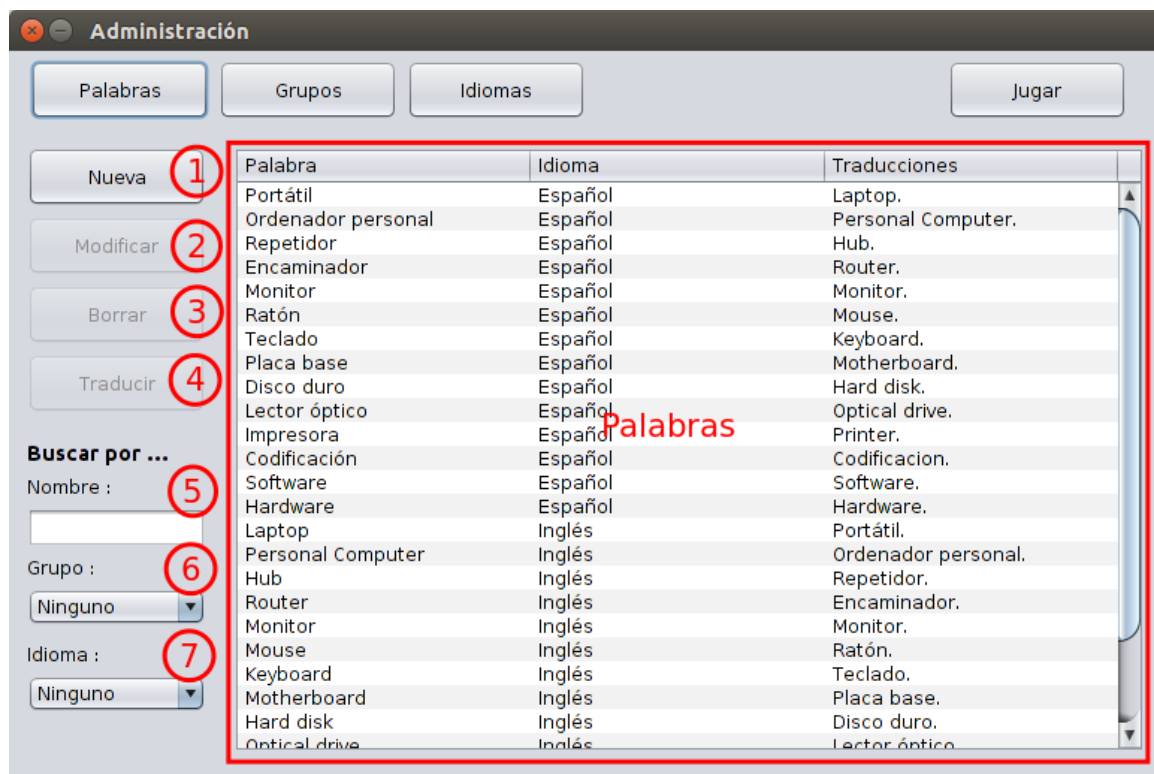 Administración
Palabras Grupos Idiomas Jugar
Nueva 1
Modificar 2
Borrar 3
Traducir 4
Buscar por ...
Nombre : 5
Grupo : 6
Ninguno
Idioma : 7
Ninguno
Palabra Idioma Traducciones
Portátil Español Laptop.
Ordenador personal Español Personal Computer.
Repetidor Español Hub.
Encaminador Español Router.
Monitor Español Monitor.
Ratón Español Mouse.
Teclado Español Keyboard.
Placa base Español Motherboard.
Disco duro Español Hard disk.
Lector óptico Español Optical drive.
Palabras
Impresora Español Printer.
Codificación Español Codificacion.
Software Español Software.
Hardware Español Hardware.
Laptop Inglés Portátil.
Personal Computer Inglés Ordenador personal.
Hub Inglés Repetidor.
Router Inglés Encaminador.
Monitor Inglés Monitor.
Mouse Inglés Ratón.
Keyboard Inglés Teclado.
Motherboard Inglés Placa base.
Hard disk Inglés Disco duro.
Optical drive Inglés Lector óptico